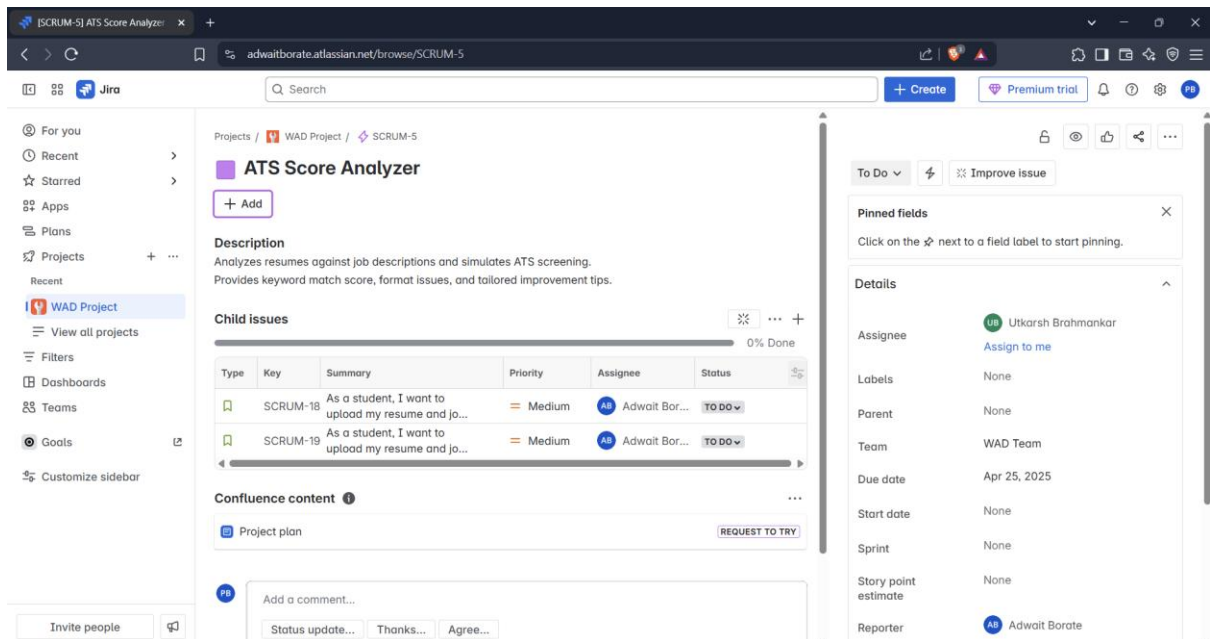 [SCRUM-5] ATS Score Analyzer
adwaitborate.atlassian.net/browse/SCRUM-5
Jira
Search
+ Create
Premium trial
PB
For you
Recent
Starred
Apps
Plans
Projects
Recent
WAD Project
View all projects
Filters
Dashboards
Teams
Goals
Customize sidebar
Invite people
Projects / WAD Project / SCRUM-5
ATS Score Analyzer
+ Add
Description
Analyzes resumes against job descriptions and simulates ATS screening.
Provides keyword match score, format issues, and tailored improvement tips.
Child issues
0% Done
Type Key Summary Priority Assignee Status
SCRUM-18 As a student, I want to upload my resume and jo... Medium AB Adwait Bor... TO DO
SCRUM-19 As a student, I want to upload my resume and jo... Medium AB Adwait Bor... TO DO
Confluence content
Project plan REQUEST TO TRY
PB
Add a comment...
Status update... Thanks... Agree...
To Do
Improve issue
Pinned fields
Click on the next to a field label to start pinning.
Details
Assignee UB Utkarsh Brahmankar
Assign to me
Labels None
Parent None
Team WAD Team
Due date Apr 25, 2025
Start date None
Sprint None
Story point estimate None
Reporter AB Adwait Borate